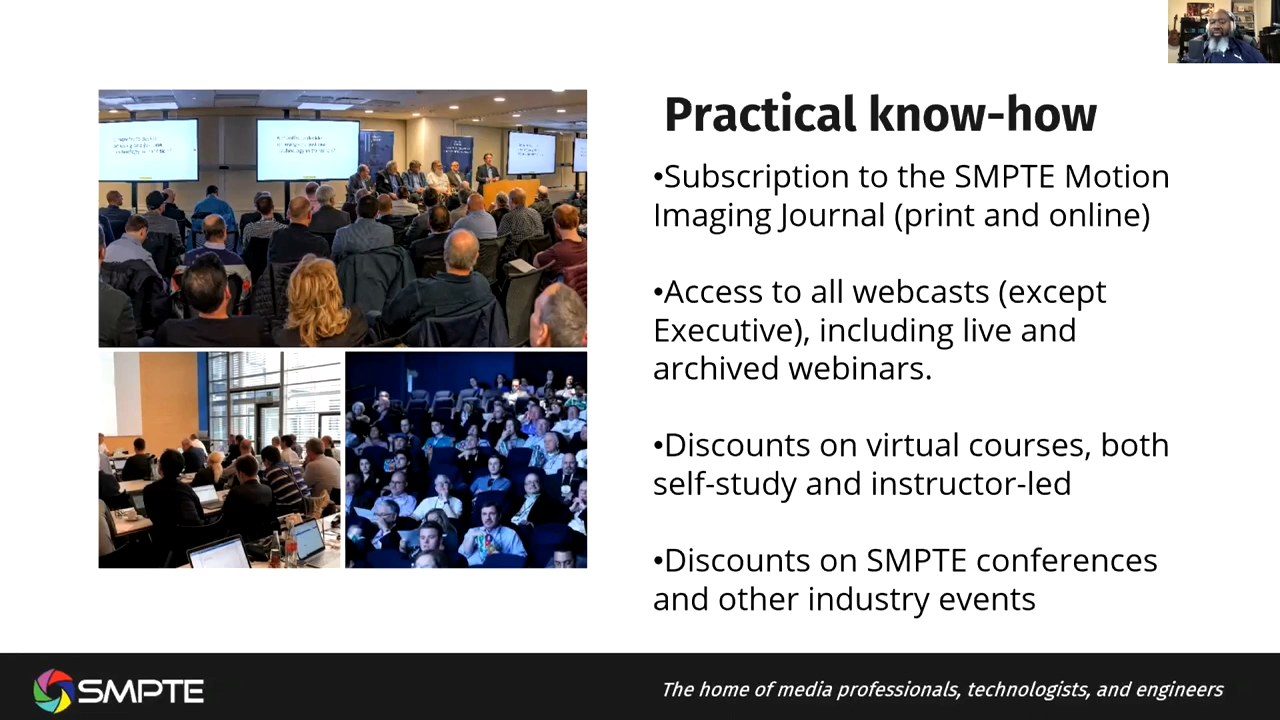 Practical know-how
•Subscription to the SMPTE Motion
Imaging Journal (print and online)
•Access to all webcasts (except
Executive), including live and
archived webinars.
•Discounts on virtual courses, both
self-study and instructor-led
•Discounts on SMPTE conferences
and other industry events
SMPTE
The home of media professionals, technologists, and engineers